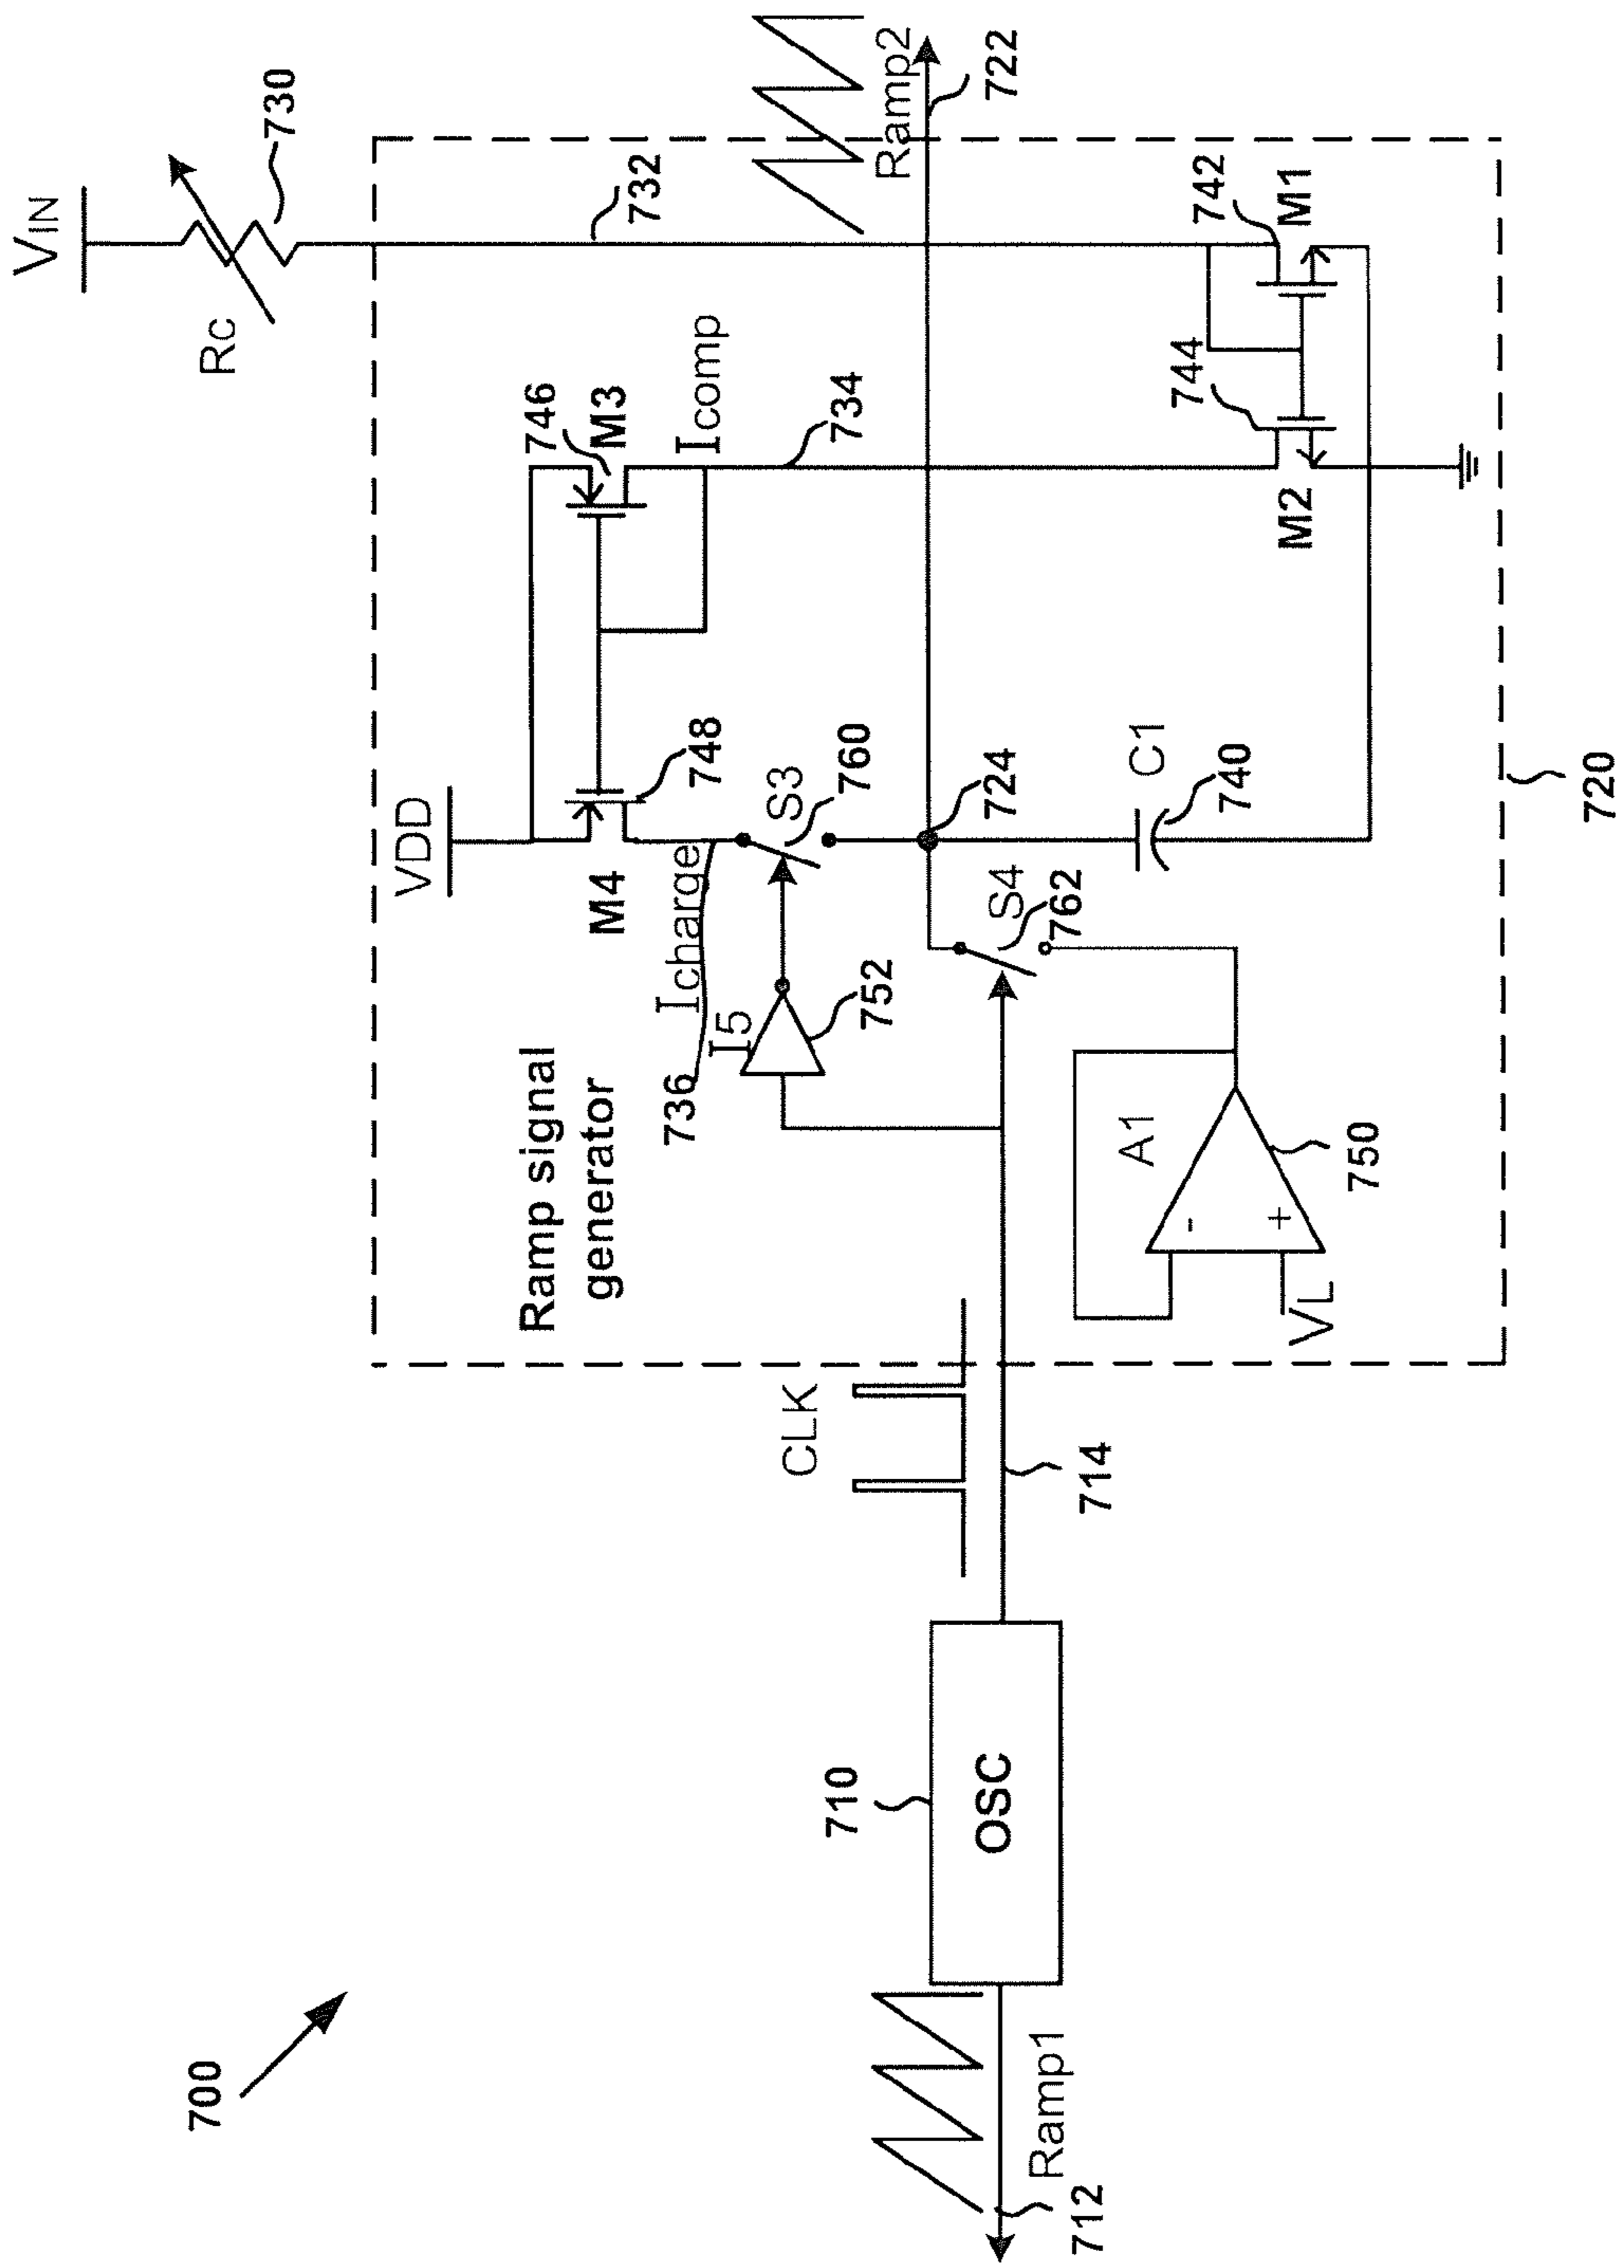 VIN
730
RC
732
Ramp2
722
746
M3
Icomp
734
742
M1
744
M2
VDD
M4
748
Icharge
736
S3
760
724
C1
740
I5
752
S4
762
Ramp signal
generator
A1
750
-
+
VL
720
CLK
714
710
OSC
700
Ramp1
712